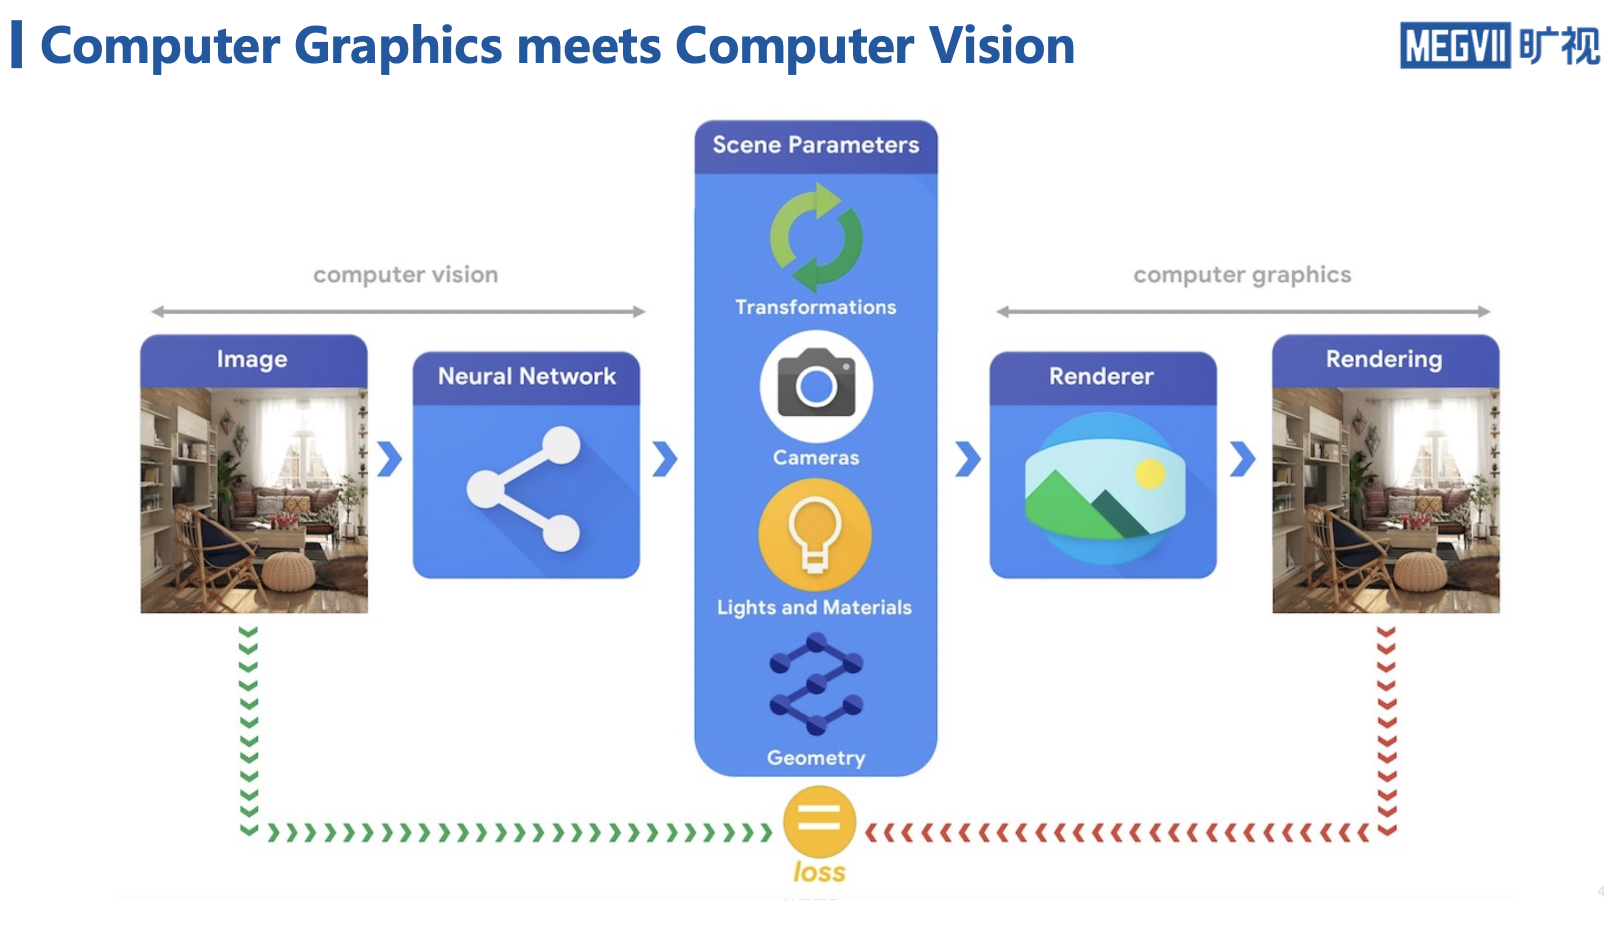 Computer Graphics meets Computer Vision
MEGVII 旷视
Scene Parameters
Transformations
Cameras
Lights and Materials
Geometry
computer vision
Image
Neural Network
computer graphics
Renderer
Rendering
loss
4